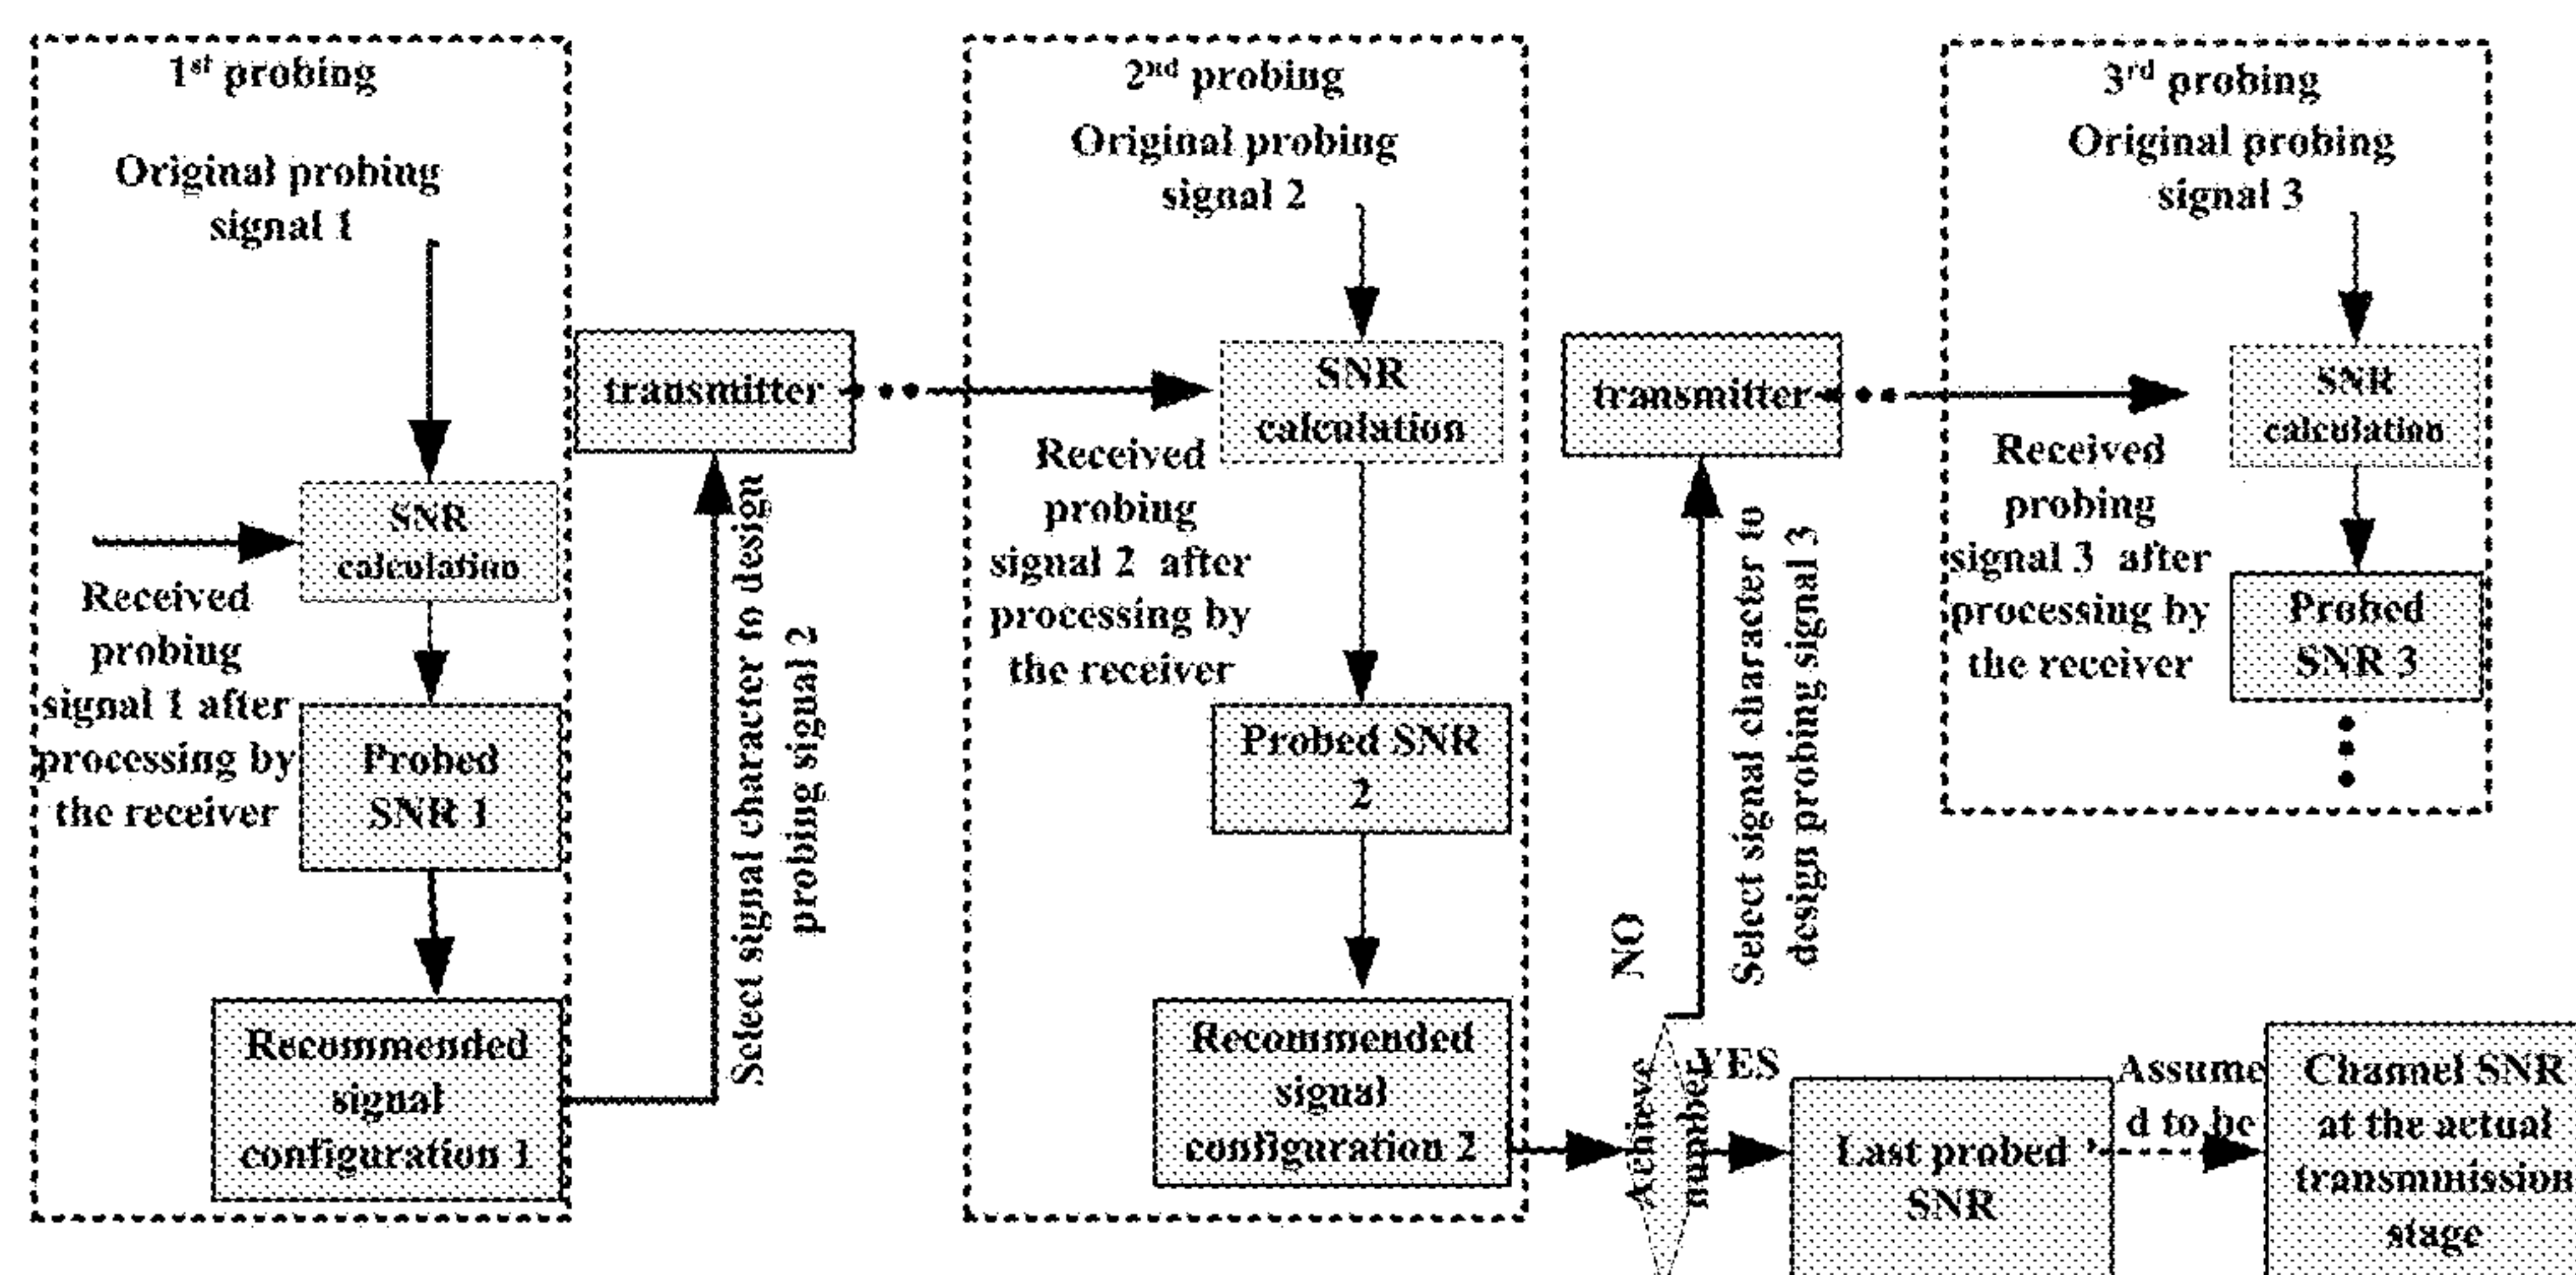 1st probing
Original probing
signal 1
SNR
calculation
Received
probing
signal 1 after
processing by
the receiver
Probed
SNR 1
Recommended
signal
configuration 1
Select signal character to design
probing signal 2
transmitter
2nd probing
Original probing
signal 2
SNR
calculation
Received
probing
signal 2 after
processing by
the receiver
Probed SNR
2
Recommended
signal
configuration 2
Achieve
number
NO
Select signal character to
design probing signal 3
transmitter
YES
Last probed
SNR
Assume
d to be
Channel SNR
at the actual
transmission
stage
3rd probing
Original probing
signal 3
SNR
calculation
Received
probing
signal 3 after
processing by
the receiver
Probed
SNR 3